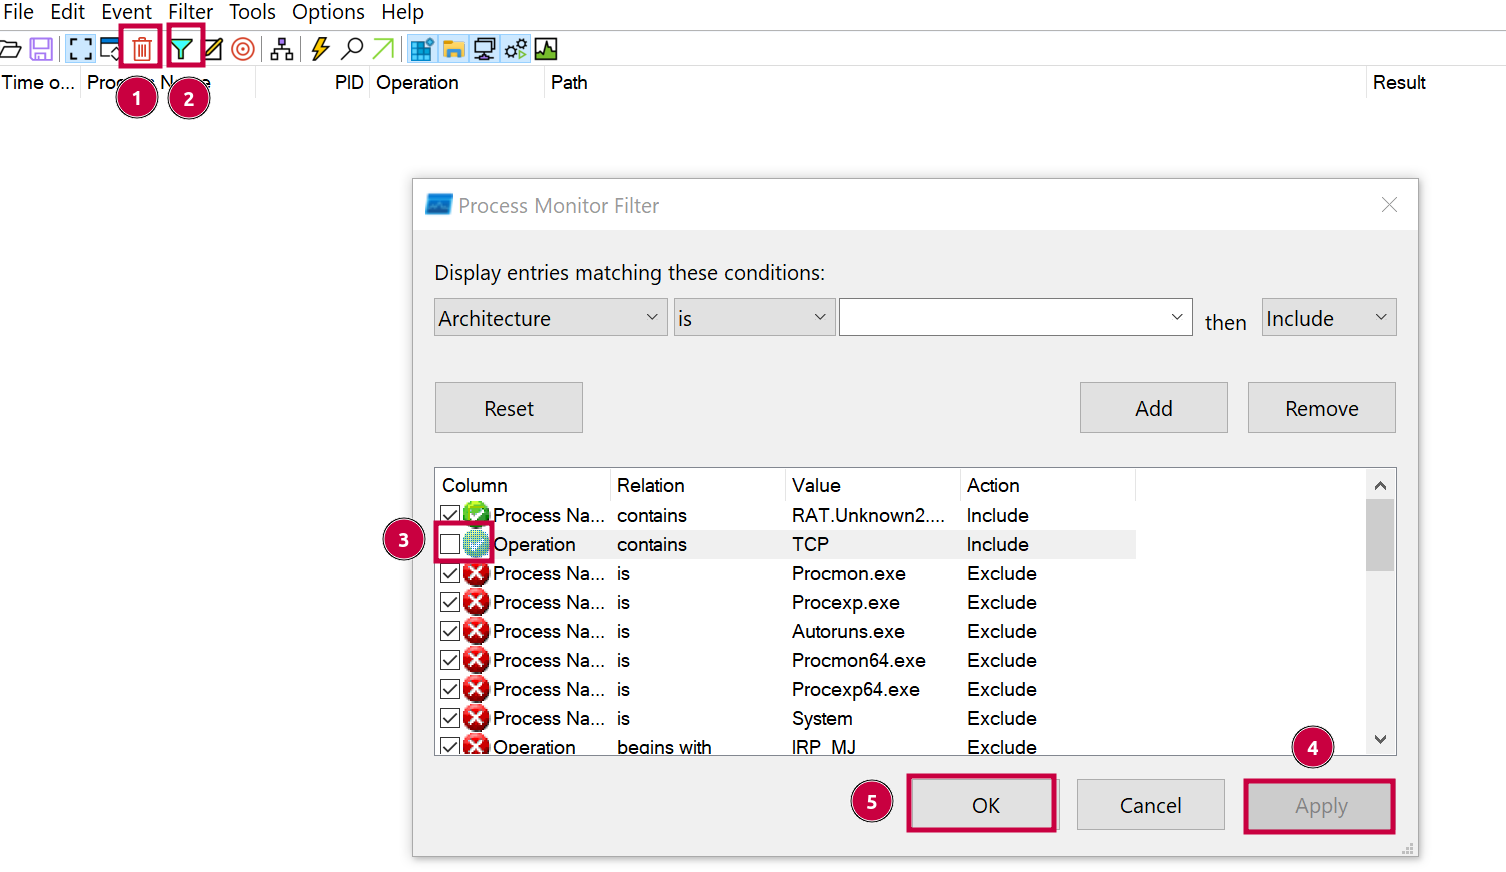 File Edit Event Filter Tools Options Help
Time o... Process Name PID Operation Path Result
1 2
Process Monitor Filter
Display entries matching these conditions:
Architecture is then Include
Reset Add Remove
Column Relation Value Action
Process Na... contains RAT.Unknown2.... Include
3 Operation contains TCP Include
Process Na... is Procmon.exe Exclude
Process Na... is Procexp.exe Exclude
Process Na... is Autoruns.exe Exclude
Process Na... is Procmon64.exe Exclude
Process Na... is Procexp64.exe Exclude
Process Na... is System Exclude
Operation begins with IRP_MJ Exclude
4
5 OK Cancel Apply